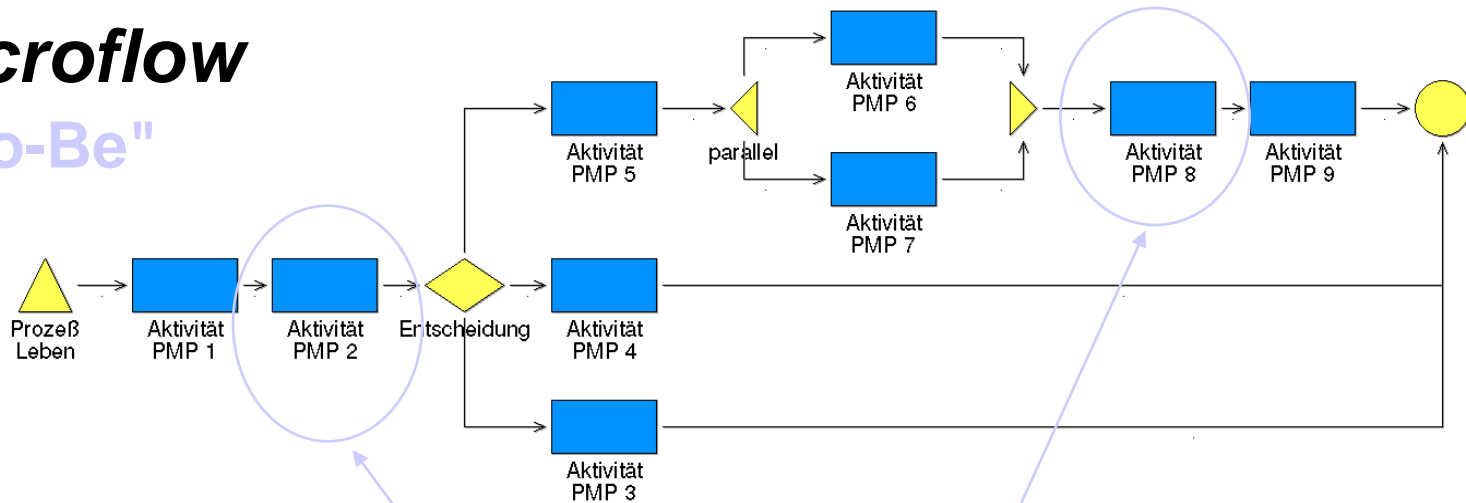 croflow
o-Be"
Aktivität
PMP 6
Aktivität
PMP 5
parallel
Aktivität
PMP 8
Aktivität
PMP 9
Aktivität
PMP 7
Prozeß
Leben
Aktivität
PMP 1
Aktivität
PMP 2
Entscheidung
Aktivität
PMP 4
Aktivität
PMP 3